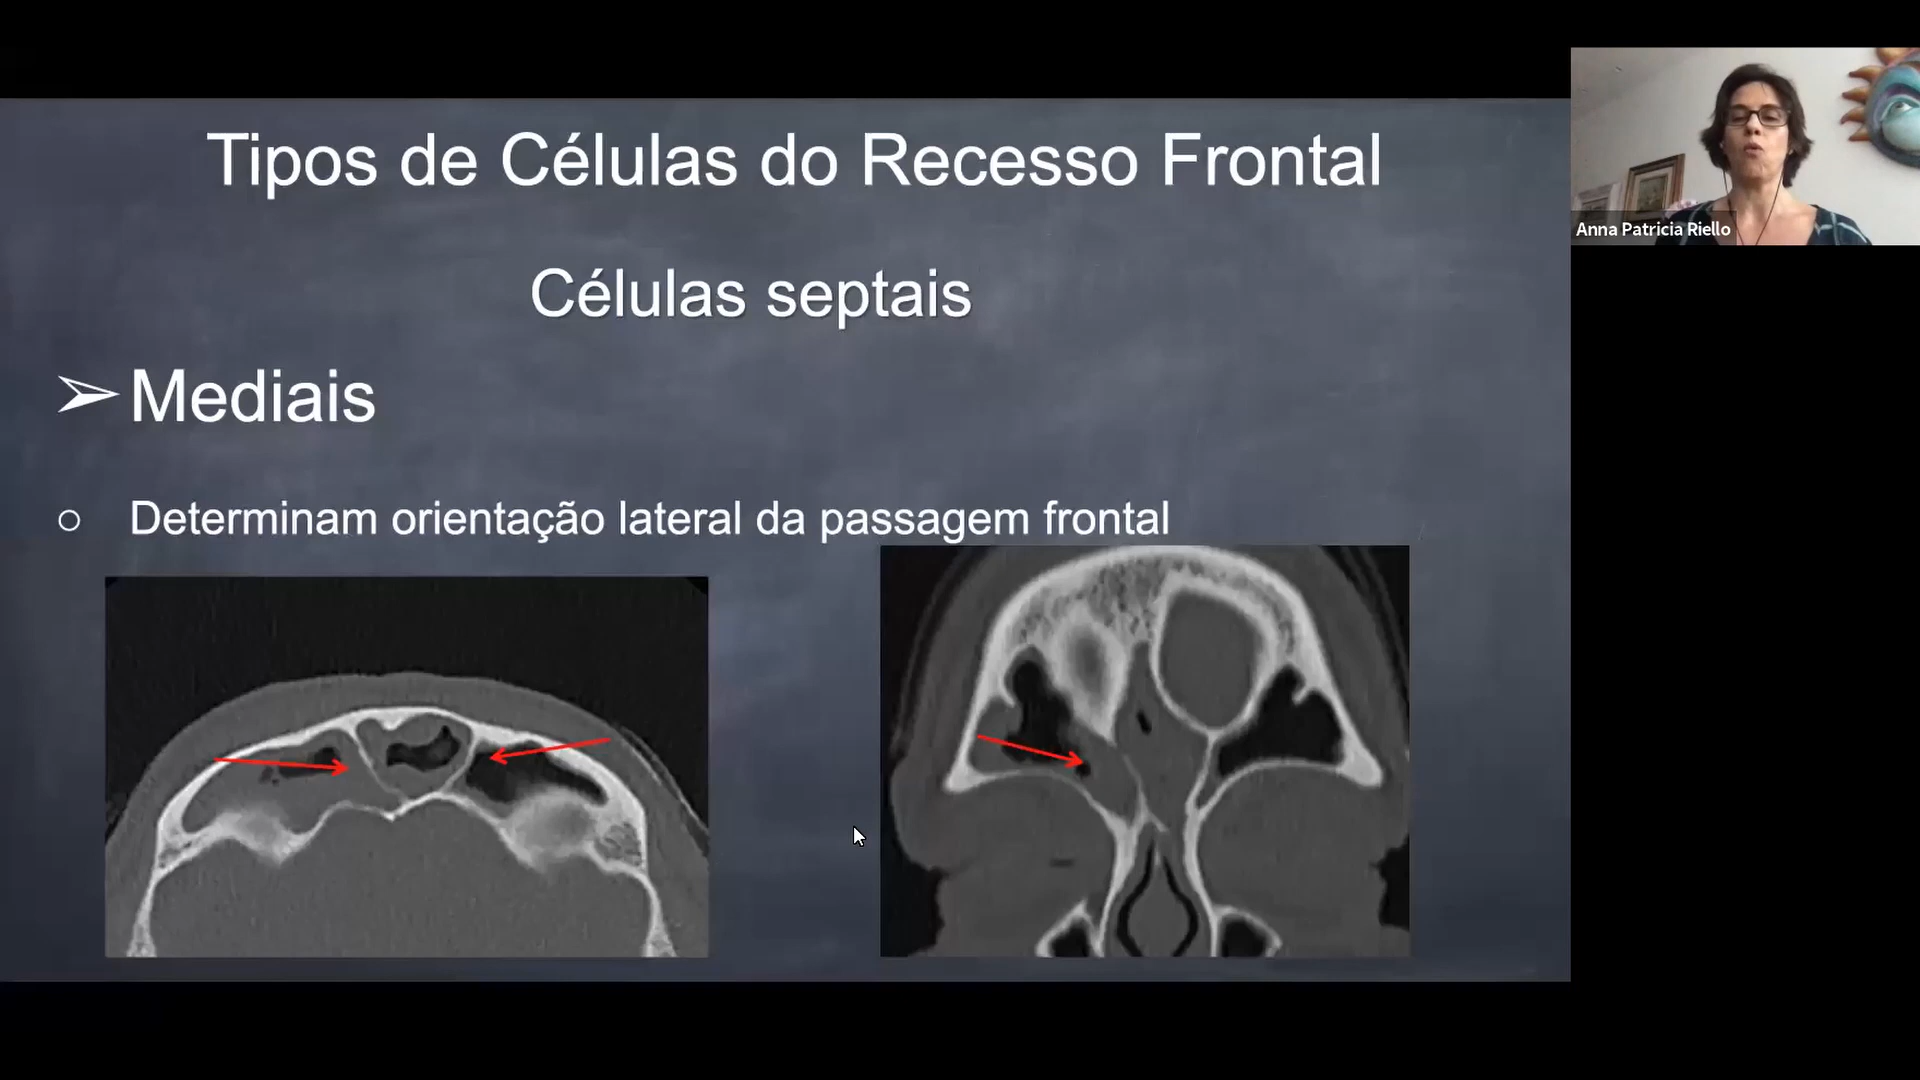 Tipos de Células do Recesso Frontal
Células septais
➢ Mediais
○ Determinam orientação lateral da passagem frontal
Anna Patricia Riello